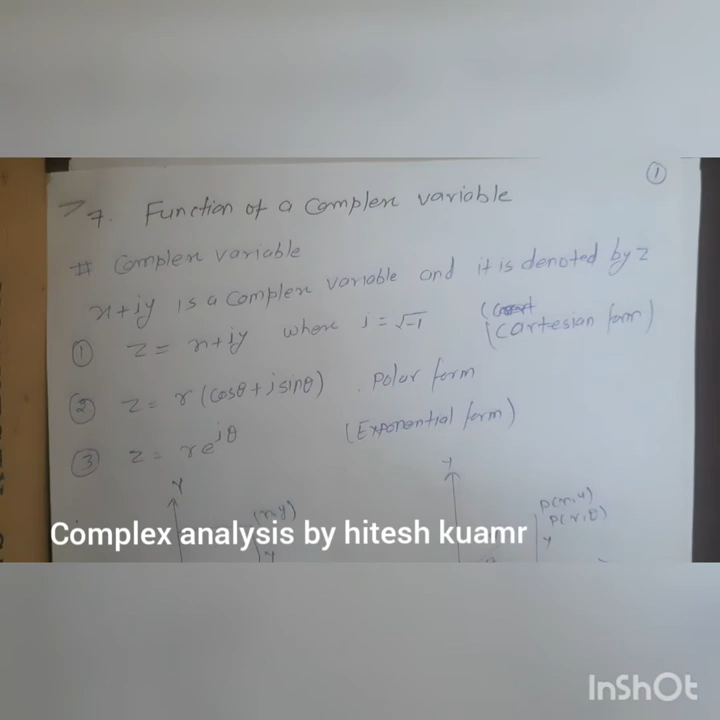 ①
7. Function of a Complex variable
# Complex variable
x+iy is a Complex variable and it is denoted by z
① z = x+iy where i = √-1 (Cartesian form)
② z = r(cosθ+isinθ) . Polar form
③ z = re^iθ (Exponential form)
Y y
(x,y) P(x,y)
P(r,θ)
y y
Complex analysis by hitesh kuamr
InShOt